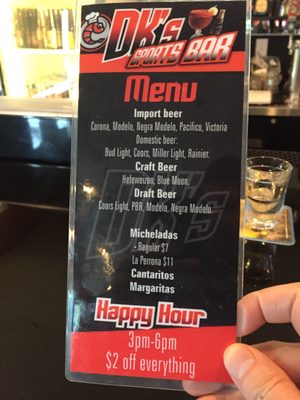 DK's
SPORTS BAR
Menu
Import beer
Corona, Modelo, Negra Modelo, Pacifico, Victoria
Domestic beer:
Bud Light, Coors, Miller Light, Rainier.
Craft Beer
Hefeweizen, Blue Moon.
Draft Beer
Coors Light, PBR, Modelo, Negra Modelo.
DK's
Micheladas
- Regular $7
La Perrona $11
Cantaritos
Margaritas
Happy Hour
3pm-6pm
$2 off everything